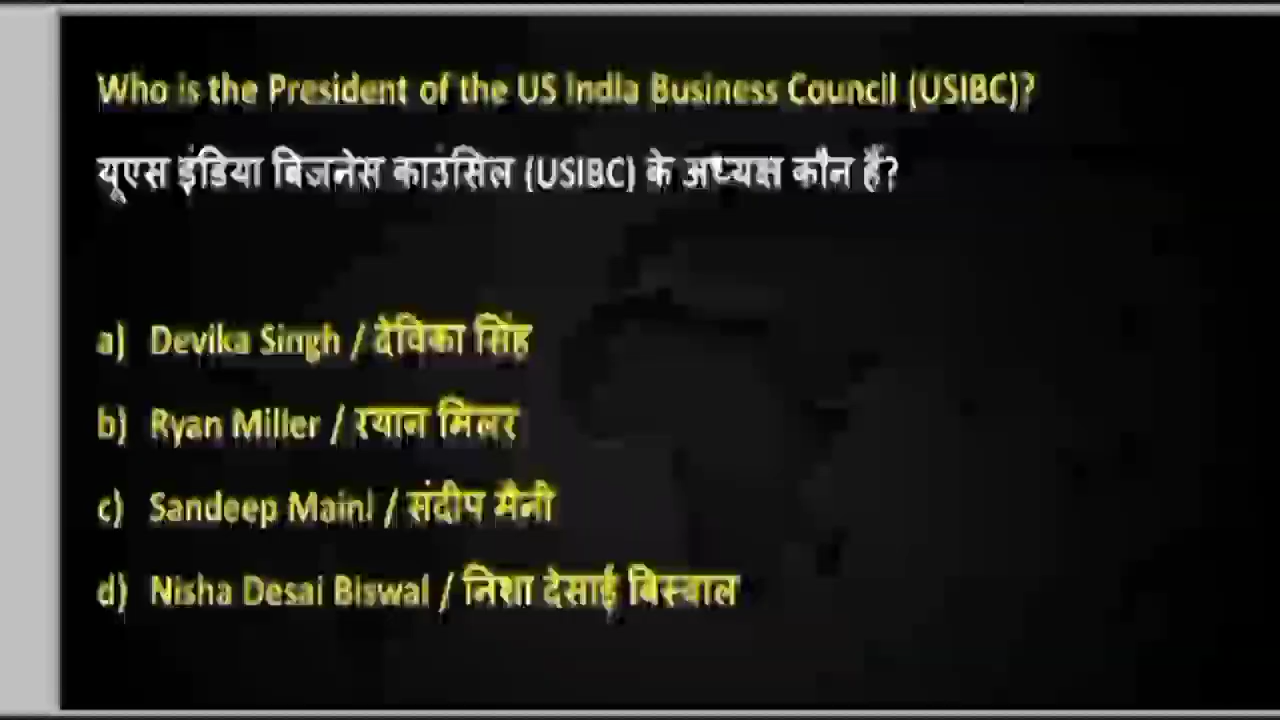 Who is the President of the US India Business Council (USIBC)?
यूएस इंडिया बिजनेस काउंसिल (USIBC) के अध्यक्ष कौन हैं?
a) Devika Singh / देविका सिंह
b) Ryan Miller / रयान मिलर
c) Sandeep Maini / संदीप मैनी
d) Nisha Desai Biswal / निशा देसाई बिस्वाल